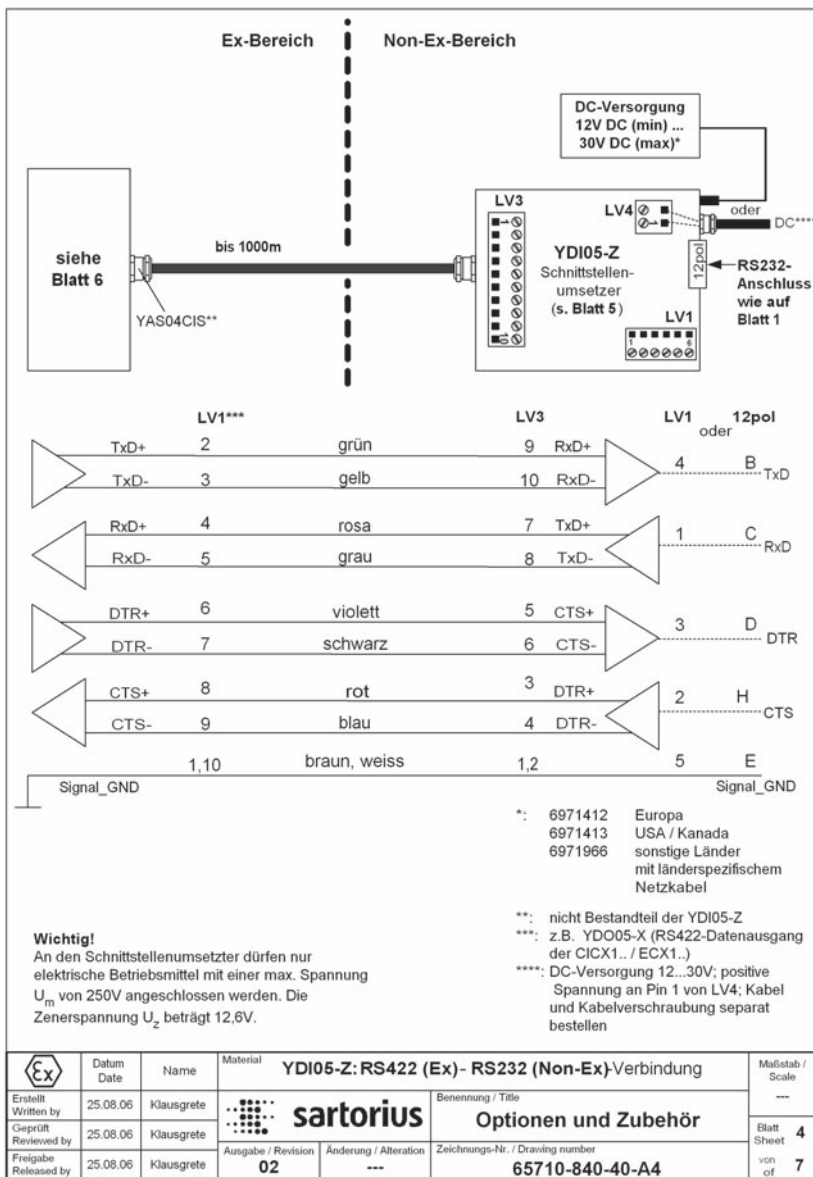 Ex-Bereich
Non-Ex-Bereich
DC-Versorgung
12V DC (min) ...
30V DC (max)*
LV3
LV4
1
1
oder
DC****
siehe
Blatt 6
bis 1000m
YAS04CIS**
YDI05-Z
Schnittstellen-
umsetzer
(s. Blatt 5)
12pol
RS232-
Anschluss
wie auf
Blatt 1
LV1
1 6
10
LV1*** LV3 LV1 oder 12pol
TxD+ 2 grün 9 RxD+
TxD- 3 gelb 10 RxD-
4 B TxD
RxD+ 4 rosa 7 TxD+
RxD- 5 grau 8 TxD-
1 C RxD
DTR+ 6 violett 5 CTS+
DTR- 7 schwarz 6 CTS-
3 D DTR
CTS+ 8 rot 3 DTR+
CTS- 9 blau 4 DTR-
2 H CTS
1,10 braun, weiss 1,2 5 E
Signal_GND Signal_GND
*: 6971412 Europa
6971413 USA / Kanada
6971966 sonstige Länder
mit länderspezifischem
Netzkabel
**: nicht Bestandteil der YDI05-Z
***: z.B. YDO05-X (RS422-Datenausgang
der CICX1.. / ECX1..)
****: DC-Versorgung 12...30V; positive
Spannung an Pin 1 von LV4; Kabel
und Kabelverschraubung separat
bestellen
Wichtig!
An den Schnittstellenumsetzter dürfen nur
elektrische Betriebsmittel mit einer max. Spannung
Um von 250V angeschlossen werden. Die
Zenerspannung Uz beträgt 12,6V.
Ex
Datum
Date
Name
Material
YDI05-Z: RS422 (Ex) - RS232 (Non-Ex)-Verbindung
Maßstab /
Scale
---
Erstellt
Written by
25.08.06
Klausgrete
Geprüft
Reviewed by
25.08.06
Klausgrete
Freigabe
Released by
25.08.06
Klausgrete
sartorius
Benennung / Title
Optionen und Zubehör
Blatt
Sheet 4
von
of 7
Ausgabe / Revision
02
Änderung / Alteration
---
Zeichnungs-Nr. / Drawing number
65710-840-40-A4